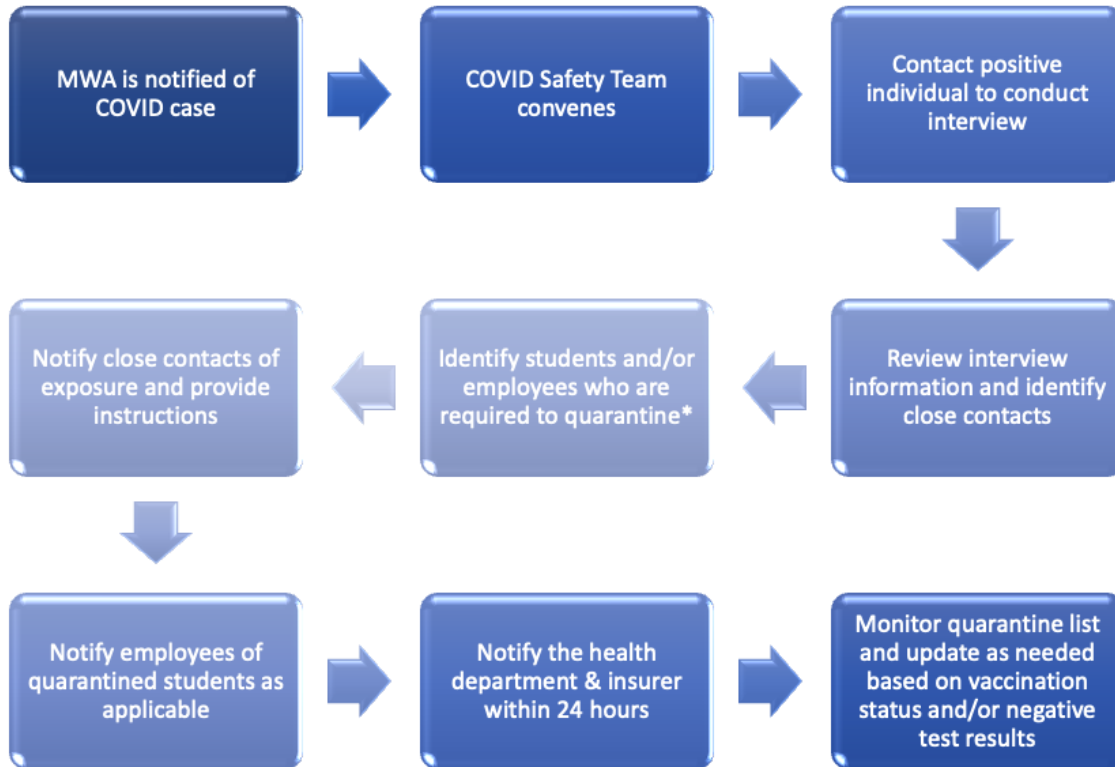 MWA is notified of
COVID case
COVID Safety Team
convenes
Contact positive
individual to conduct
interview
Review interview
information and identify
close contacts
Identify students and/or
employees who are
required to quarantine*
Notify close contacts of
exposure and provide
instructions
Notify employees of
quarantined students as
applicable
Notify the health
department & insurer
within 24 hours
Monitor quarantine list
and update as needed
based on vaccination
status and/or negative
test results